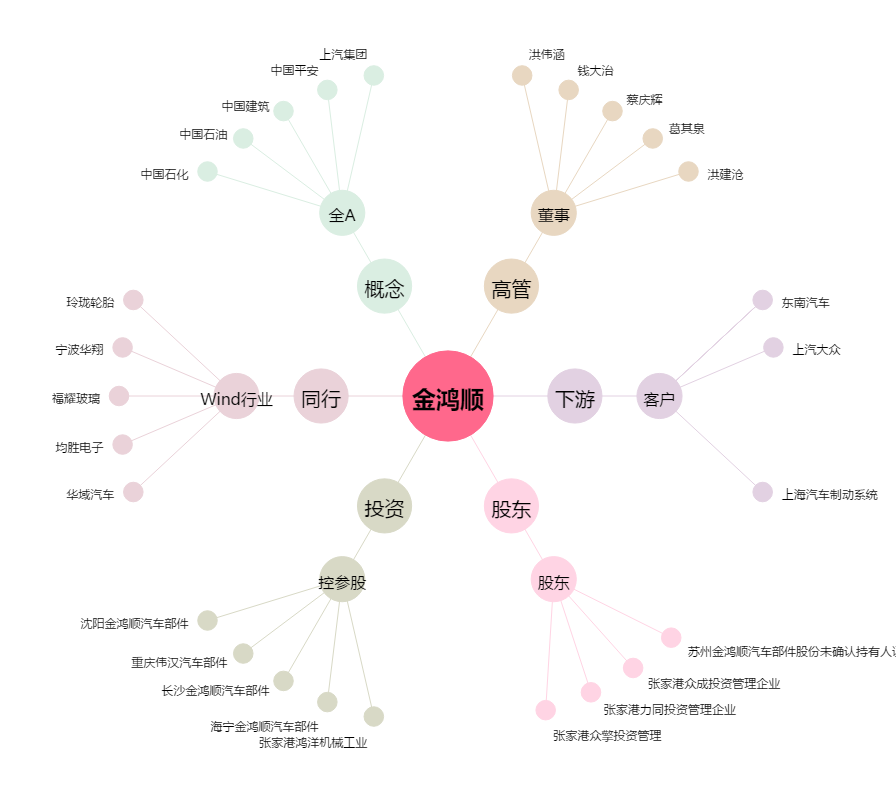 上汽集团
中国平安
中国建筑
中国石油
中国石化
全A
概念
洪伟涵
钱大治
蔡庆辉
葛其泉
洪建沧
董事
高管
玲珑轮胎
宁波华翔
福耀玻璃
均胜电子
华域汽车
Wind行业
同行
金鸿顺
下游
客户
东南汽车
上汽大众
上海汽车制动系统
投资
控参股
沈阳金鸿顺汽车部件
重庆伟汉汽车部件
长沙金鸿顺汽车部件
海宁金鸿顺汽车部件
张家港鸿洋机械工业
股东
股东
苏州金鸿顺汽车部件股份未确认持有人
张家港众成投资管理企业
张家港力同投资管理企业
张家港众擎投资管理